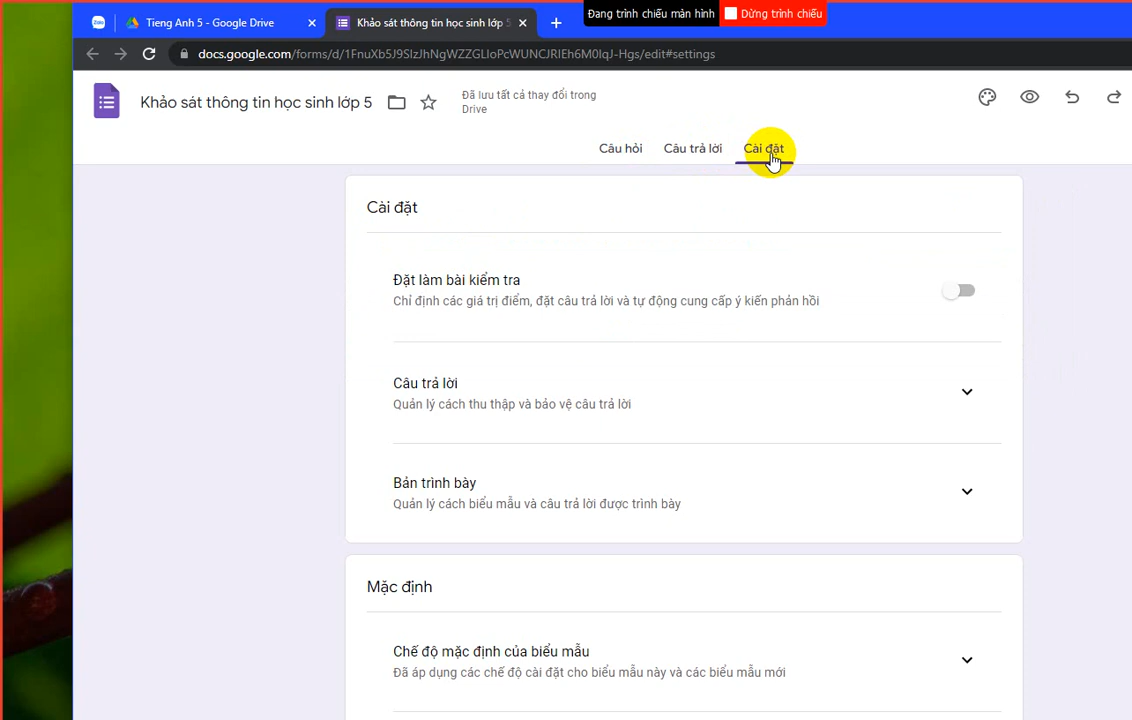 Đang trình chiếu màn hình
Dừng trình chiếu
Zalo
Tieng Anh 5 - Google Drive
Khảo sát thông tin học sinh lớp 5
docs.google.com/forms/d/1FnuXb5J9SlzJhNgWZZGLIoPcWUNCJRIEh6M0lqJ-Hgs/edit#settings
Khảo sát thông tin học sinh lớp 5
Đã lưu tất cả thay đổi trong
Drive
Câu hỏi
Câu trả lời
Cài đặt
Cài đặt
Đặt làm bài kiểm tra
Chỉ định các giá trị điểm, đặt câu trả lời và tự động cung cấp ý kiến phản hồi
Câu trả lời
Quản lý cách thu thập và bảo vệ câu trả lời
Bản trình bày
Quản lý cách biểu mẫu và câu trả lời được trình bày
Mặc định
Chế độ mặc định của biểu mẫu
Đã áp dụng các chế độ cài đặt cho biểu mẫu này và các biểu mẫu mới